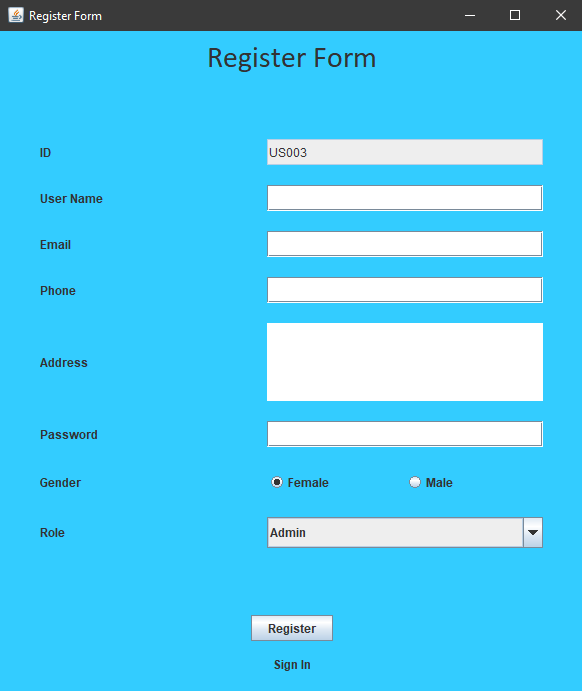 Register Form
Register Form
ID US003
User Name
Email
Phone
Address
Password
Gender Female Male
Role Admin
Register
Sign In